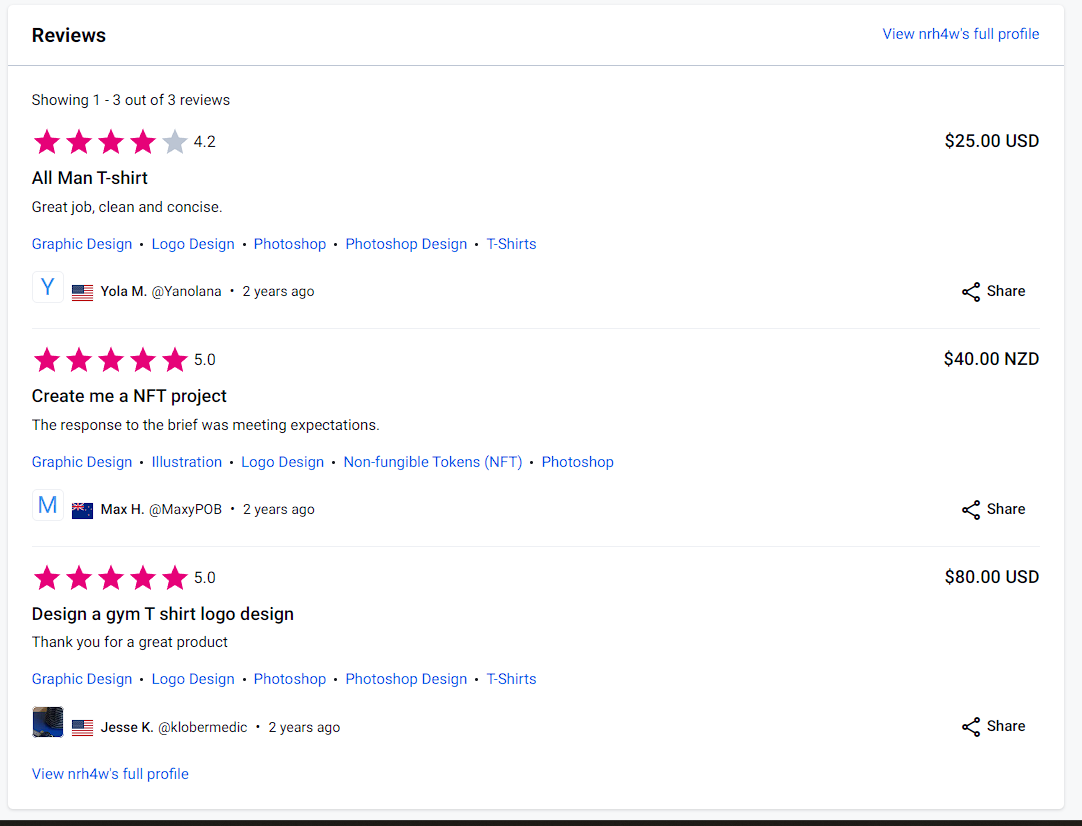 Reviews
View nrh4w's full profile
Showing 1 - 3 out of 3 reviews
4.2
$25.00 USD
All Man T-shirt
Great job, clean and concise.
Graphic Design • Logo Design • Photoshop • Photoshop Design • T-Shirts
Y
Yola M. @Yanolana • 2 years ago
Share
5.0
$40.00 NZD
Create me a NFT project
The response to the brief was meeting expectations.
Graphic Design • Illustration • Logo Design • Non-fungible Tokens (NFT) • Photoshop
M
Max H. @MaxyPOB • 2 years ago
Share
5.0
$80.00 USD
Design a gym T shirt logo design
Thank you for a great product
Graphic Design • Logo Design • Photoshop • Photoshop Design • T-Shirts
Jesse K. @klobermedic • 2 years ago
Share
View nrh4w's full profile